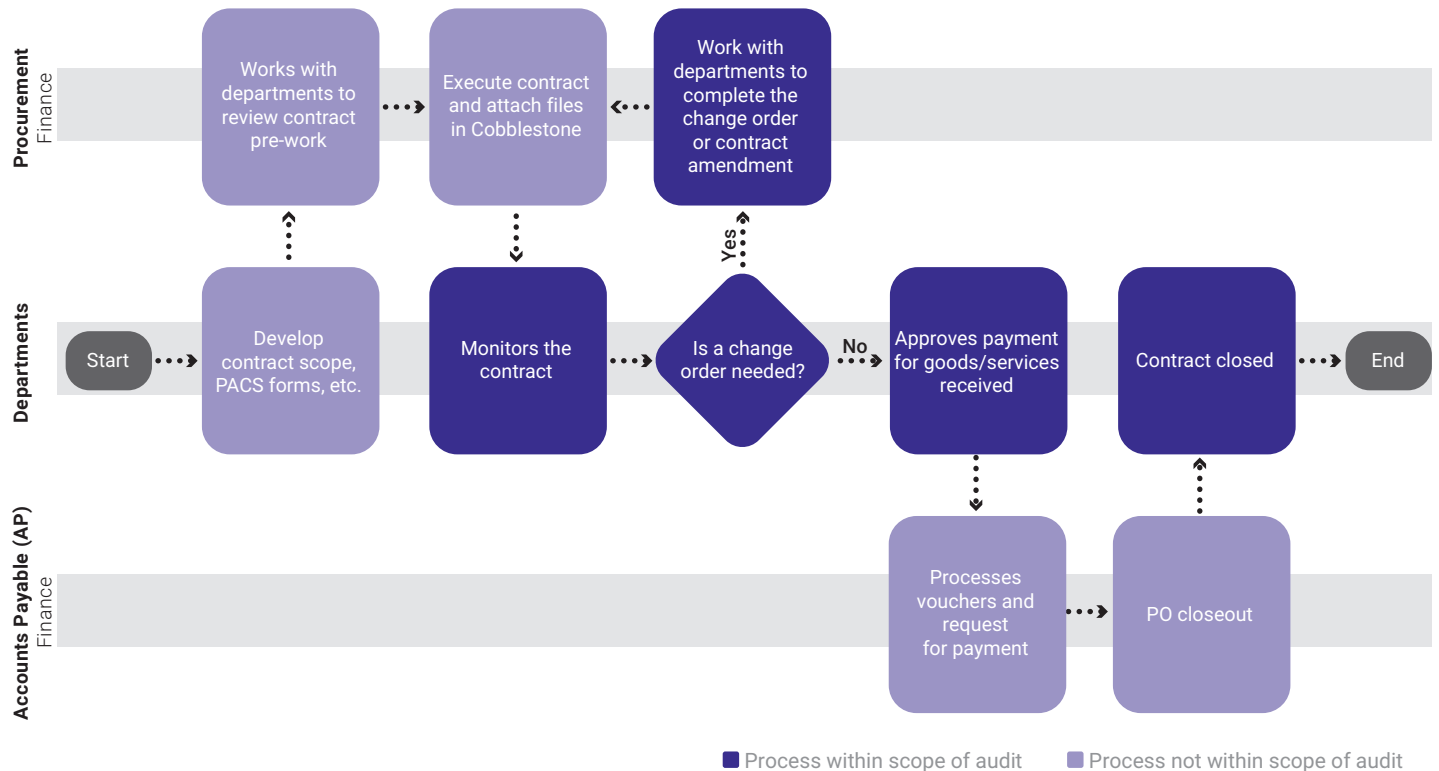 Procurement
Finance
Works with
departments to
review contract
pre-work
Execute contract
and attach files
in Cobblestone
Work with
departments to
complete the
change order
or contract
amendment
Yes
Departments
Start
Develop
contract scope,
PACS forms, etc.
Monitors the
contract
Is a change
order needed?
No
Approves payment
for goods/services
received
Contract closed
End
Accounts Payable (AP)
Finance
Processes
vouchers and
request
for payment
PO closeout
Process within scope of audit
Process not within scope of audit